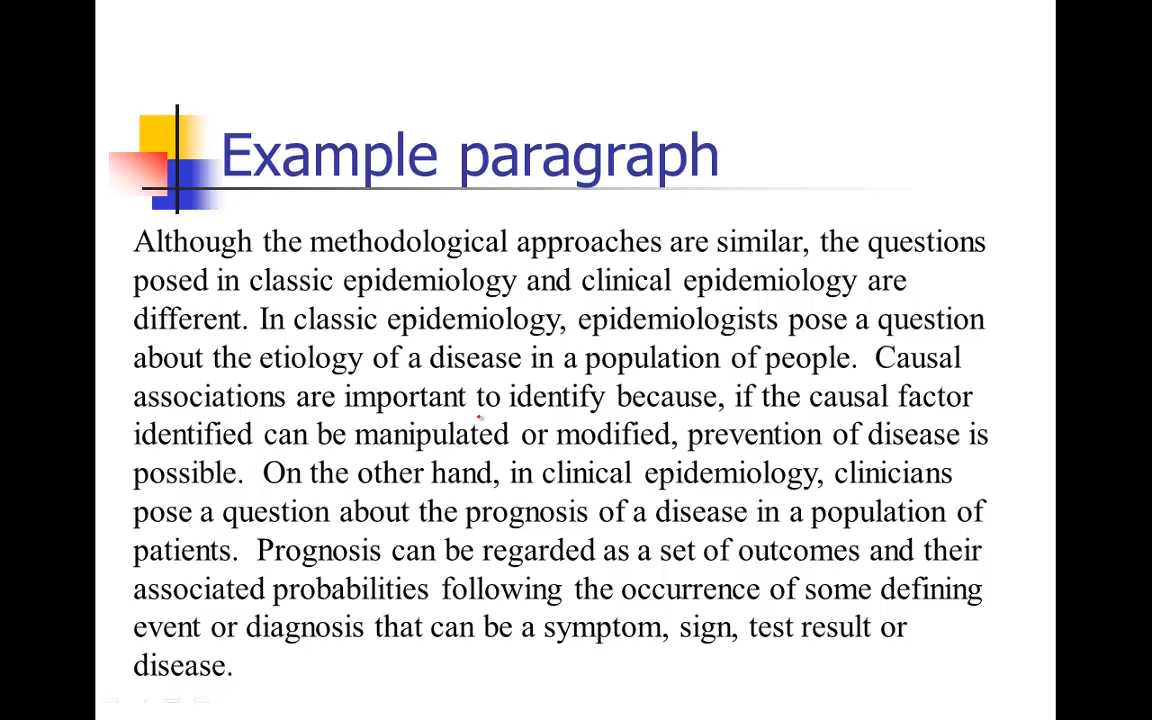 Example paragraph
Although the methodological approaches are similar, the questions
posed in classic epidemiology and clinical epidemiology are
different. In classic epidemiology, epidemiologists pose a question
about the etiology of a disease in a population of people.  Causal
associations are important to identify because, if the causal factor
identified can be manipulated or modified, prevention of disease is
possible.  On the other hand, in clinical epidemiology, clinicians
pose a question about the prognosis of a disease in a population of
patients.  Prognosis can be regarded as a set of outcomes and their
associated probabilities following the occurrence of some defining
event or diagnosis that can be a symptom, sign, test result or
disease.